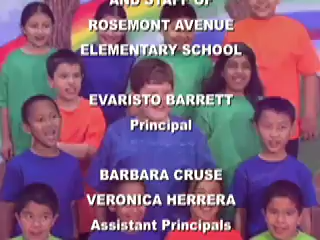 AND STAFF OF
ROSEMONT AVENUE
ELEMENTARY SCHOOL
EVARISTO BARRETT
Principal
BARBARA CRUSE
VERONICA HERRERA
Assistant Principals